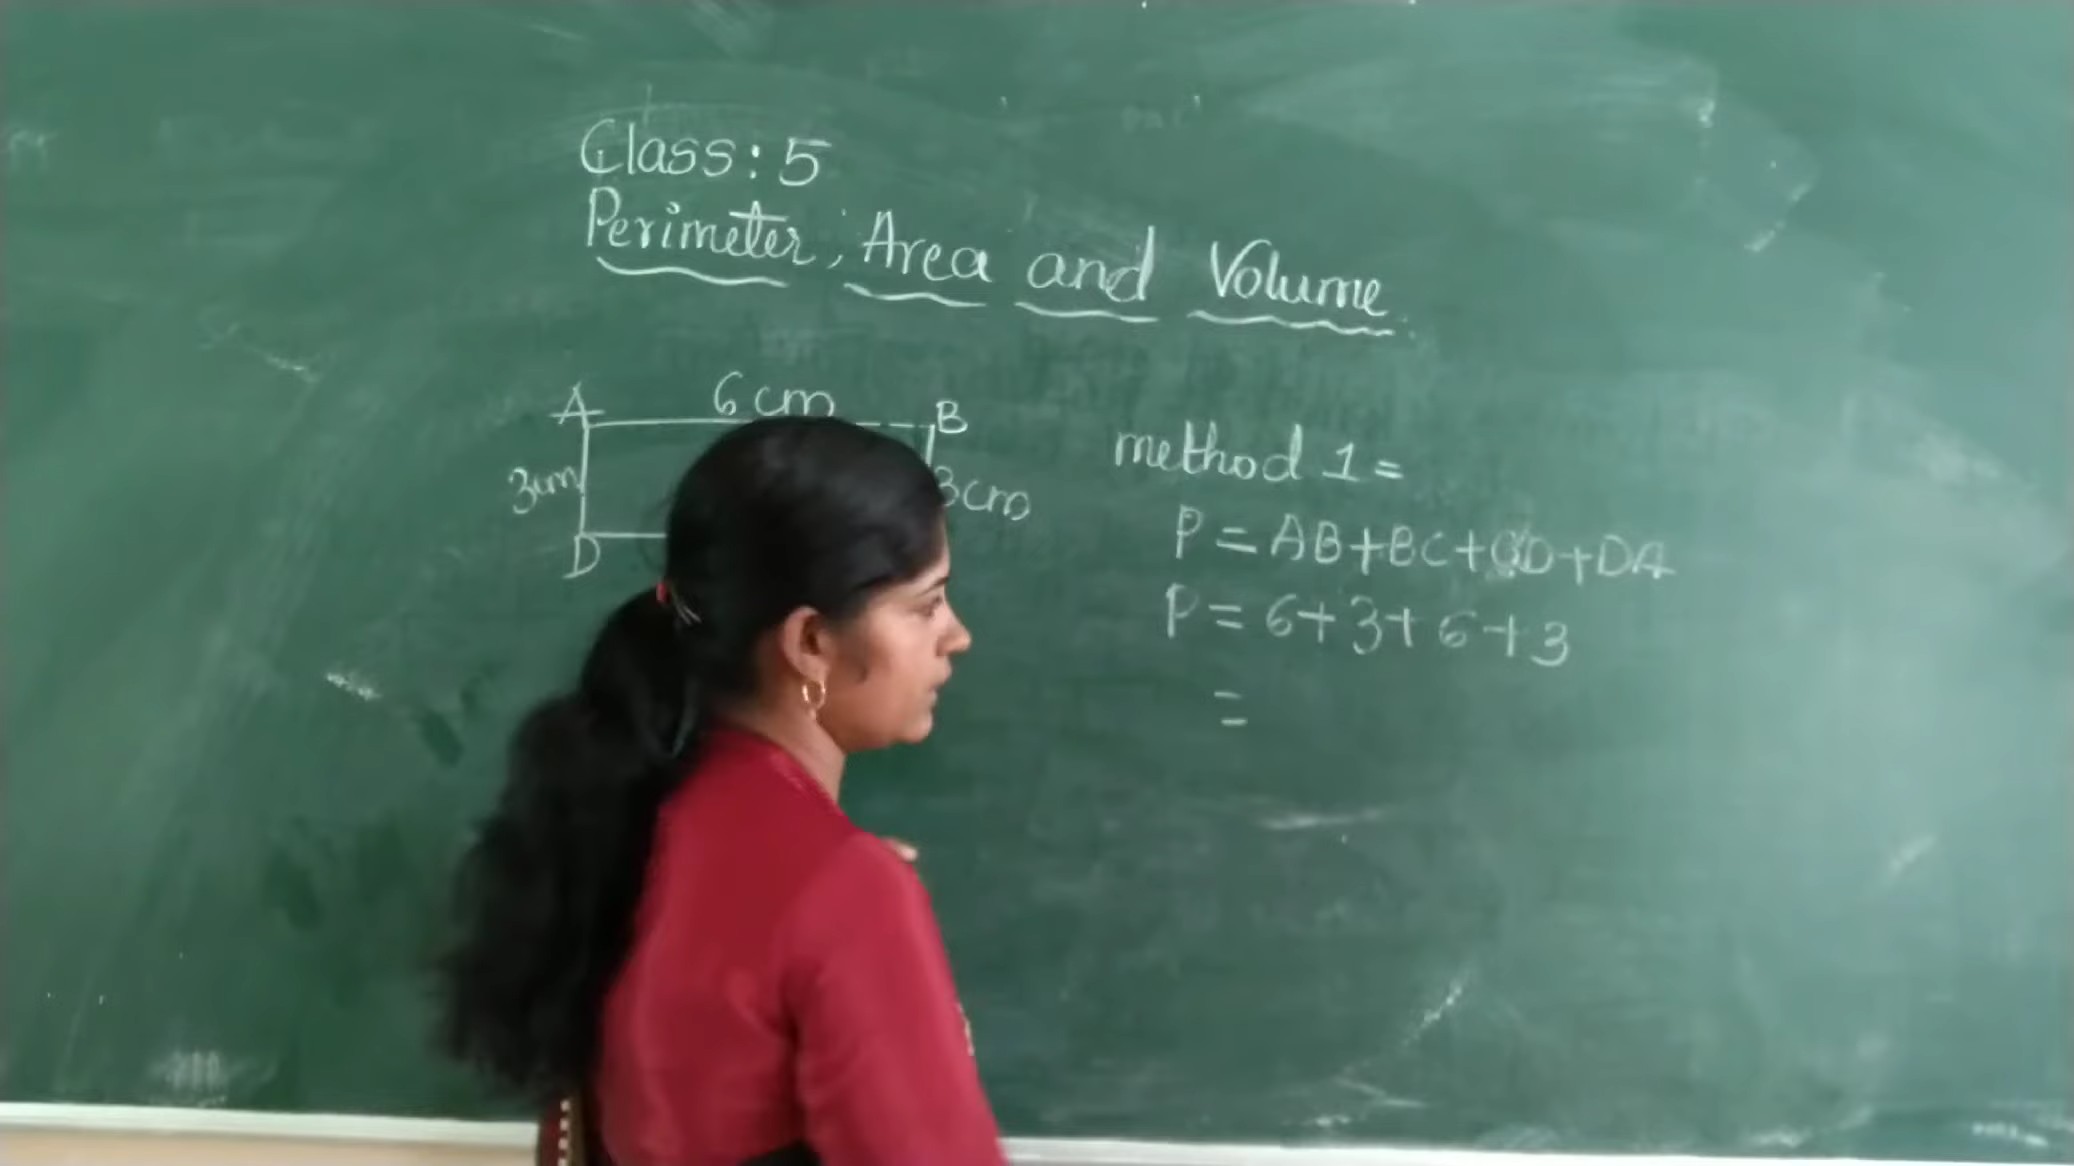 Class: 5
Perimeter, Area and Volume
6 cm
A
B
3cm
3cm
D
method 1 =
P = AB+BC+CD+DA
P = 6+3+6+3
=